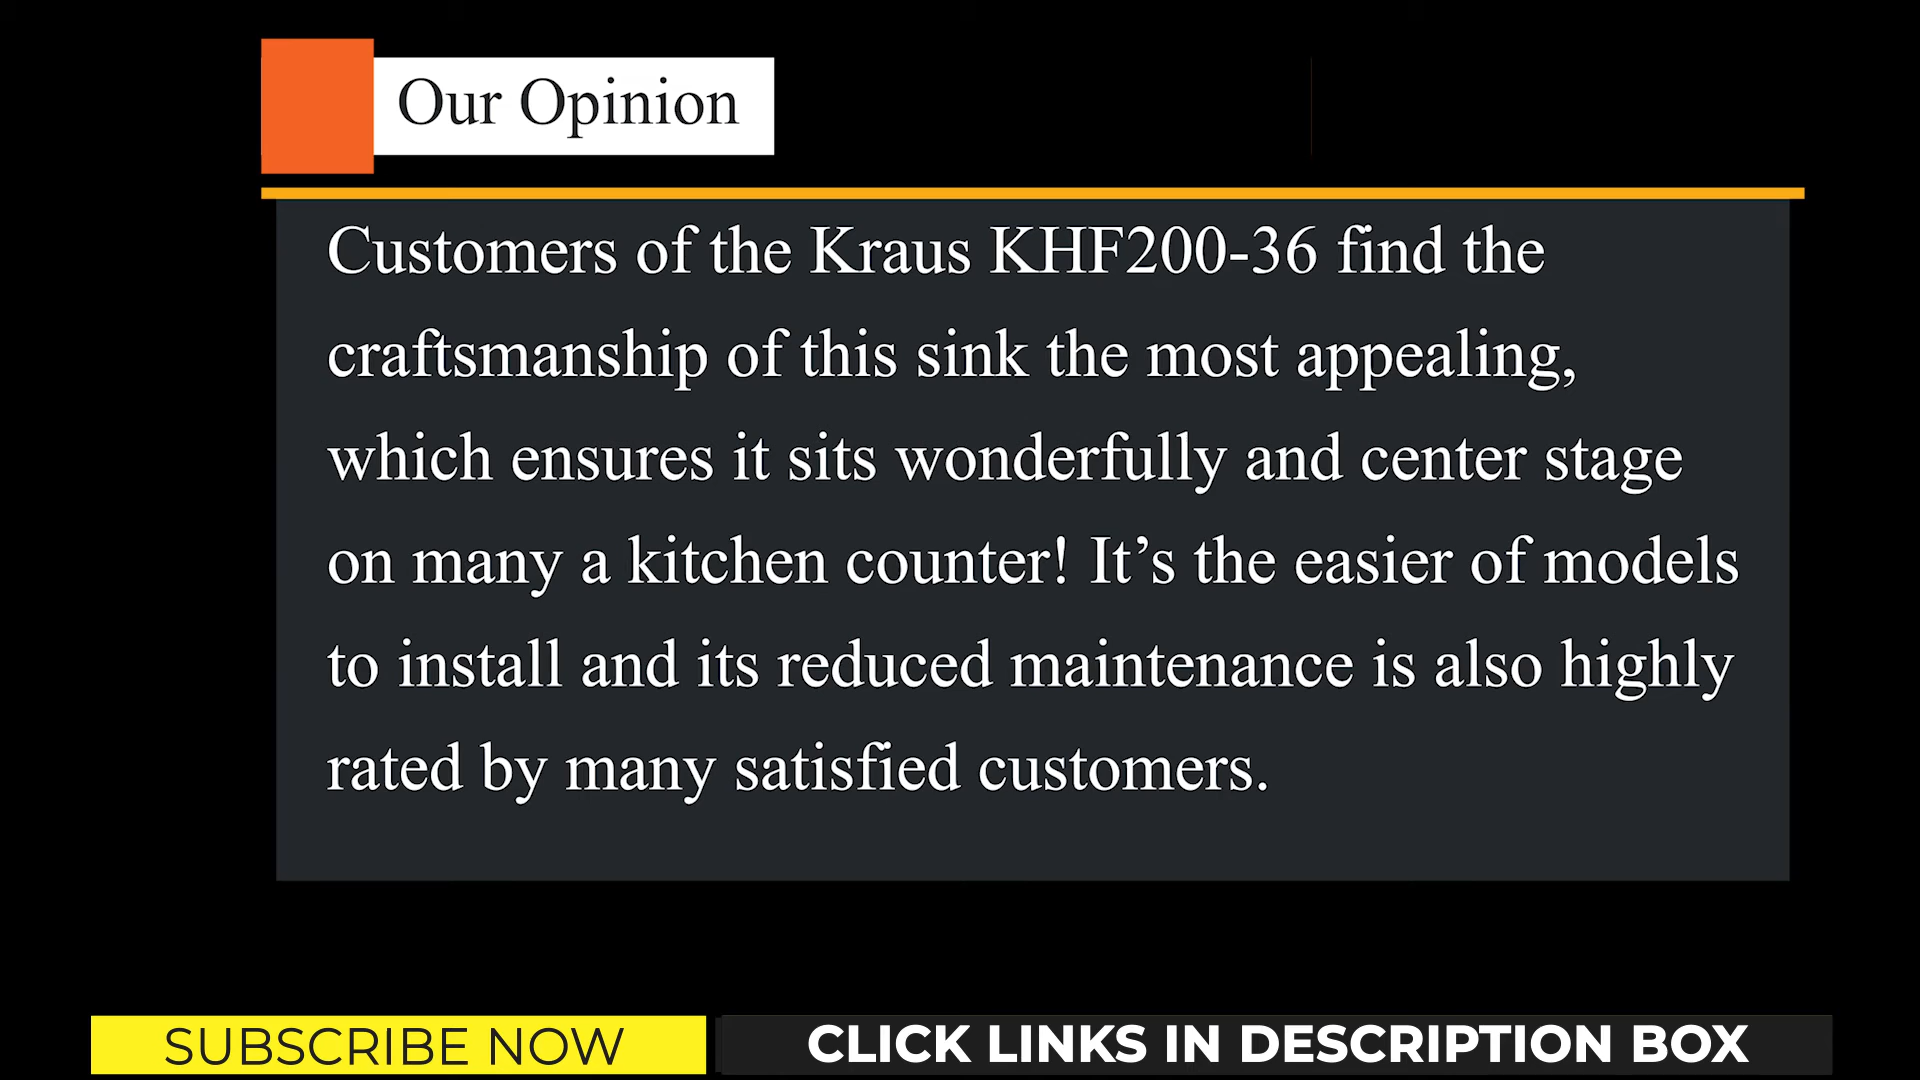 Our Opinion
Customers of the Kraus KHF200-36 find the
craftsmanship of this sink the most appealing,
which ensures it sits wonderfully and center stage
on many a kitchen counter! It’s the easier of models
to install and its reduced maintenance is also highly
rated by many satisfied customers.
SUBSCRIBE NOW
CLICK LINKS IN DESCRIPTION BOX